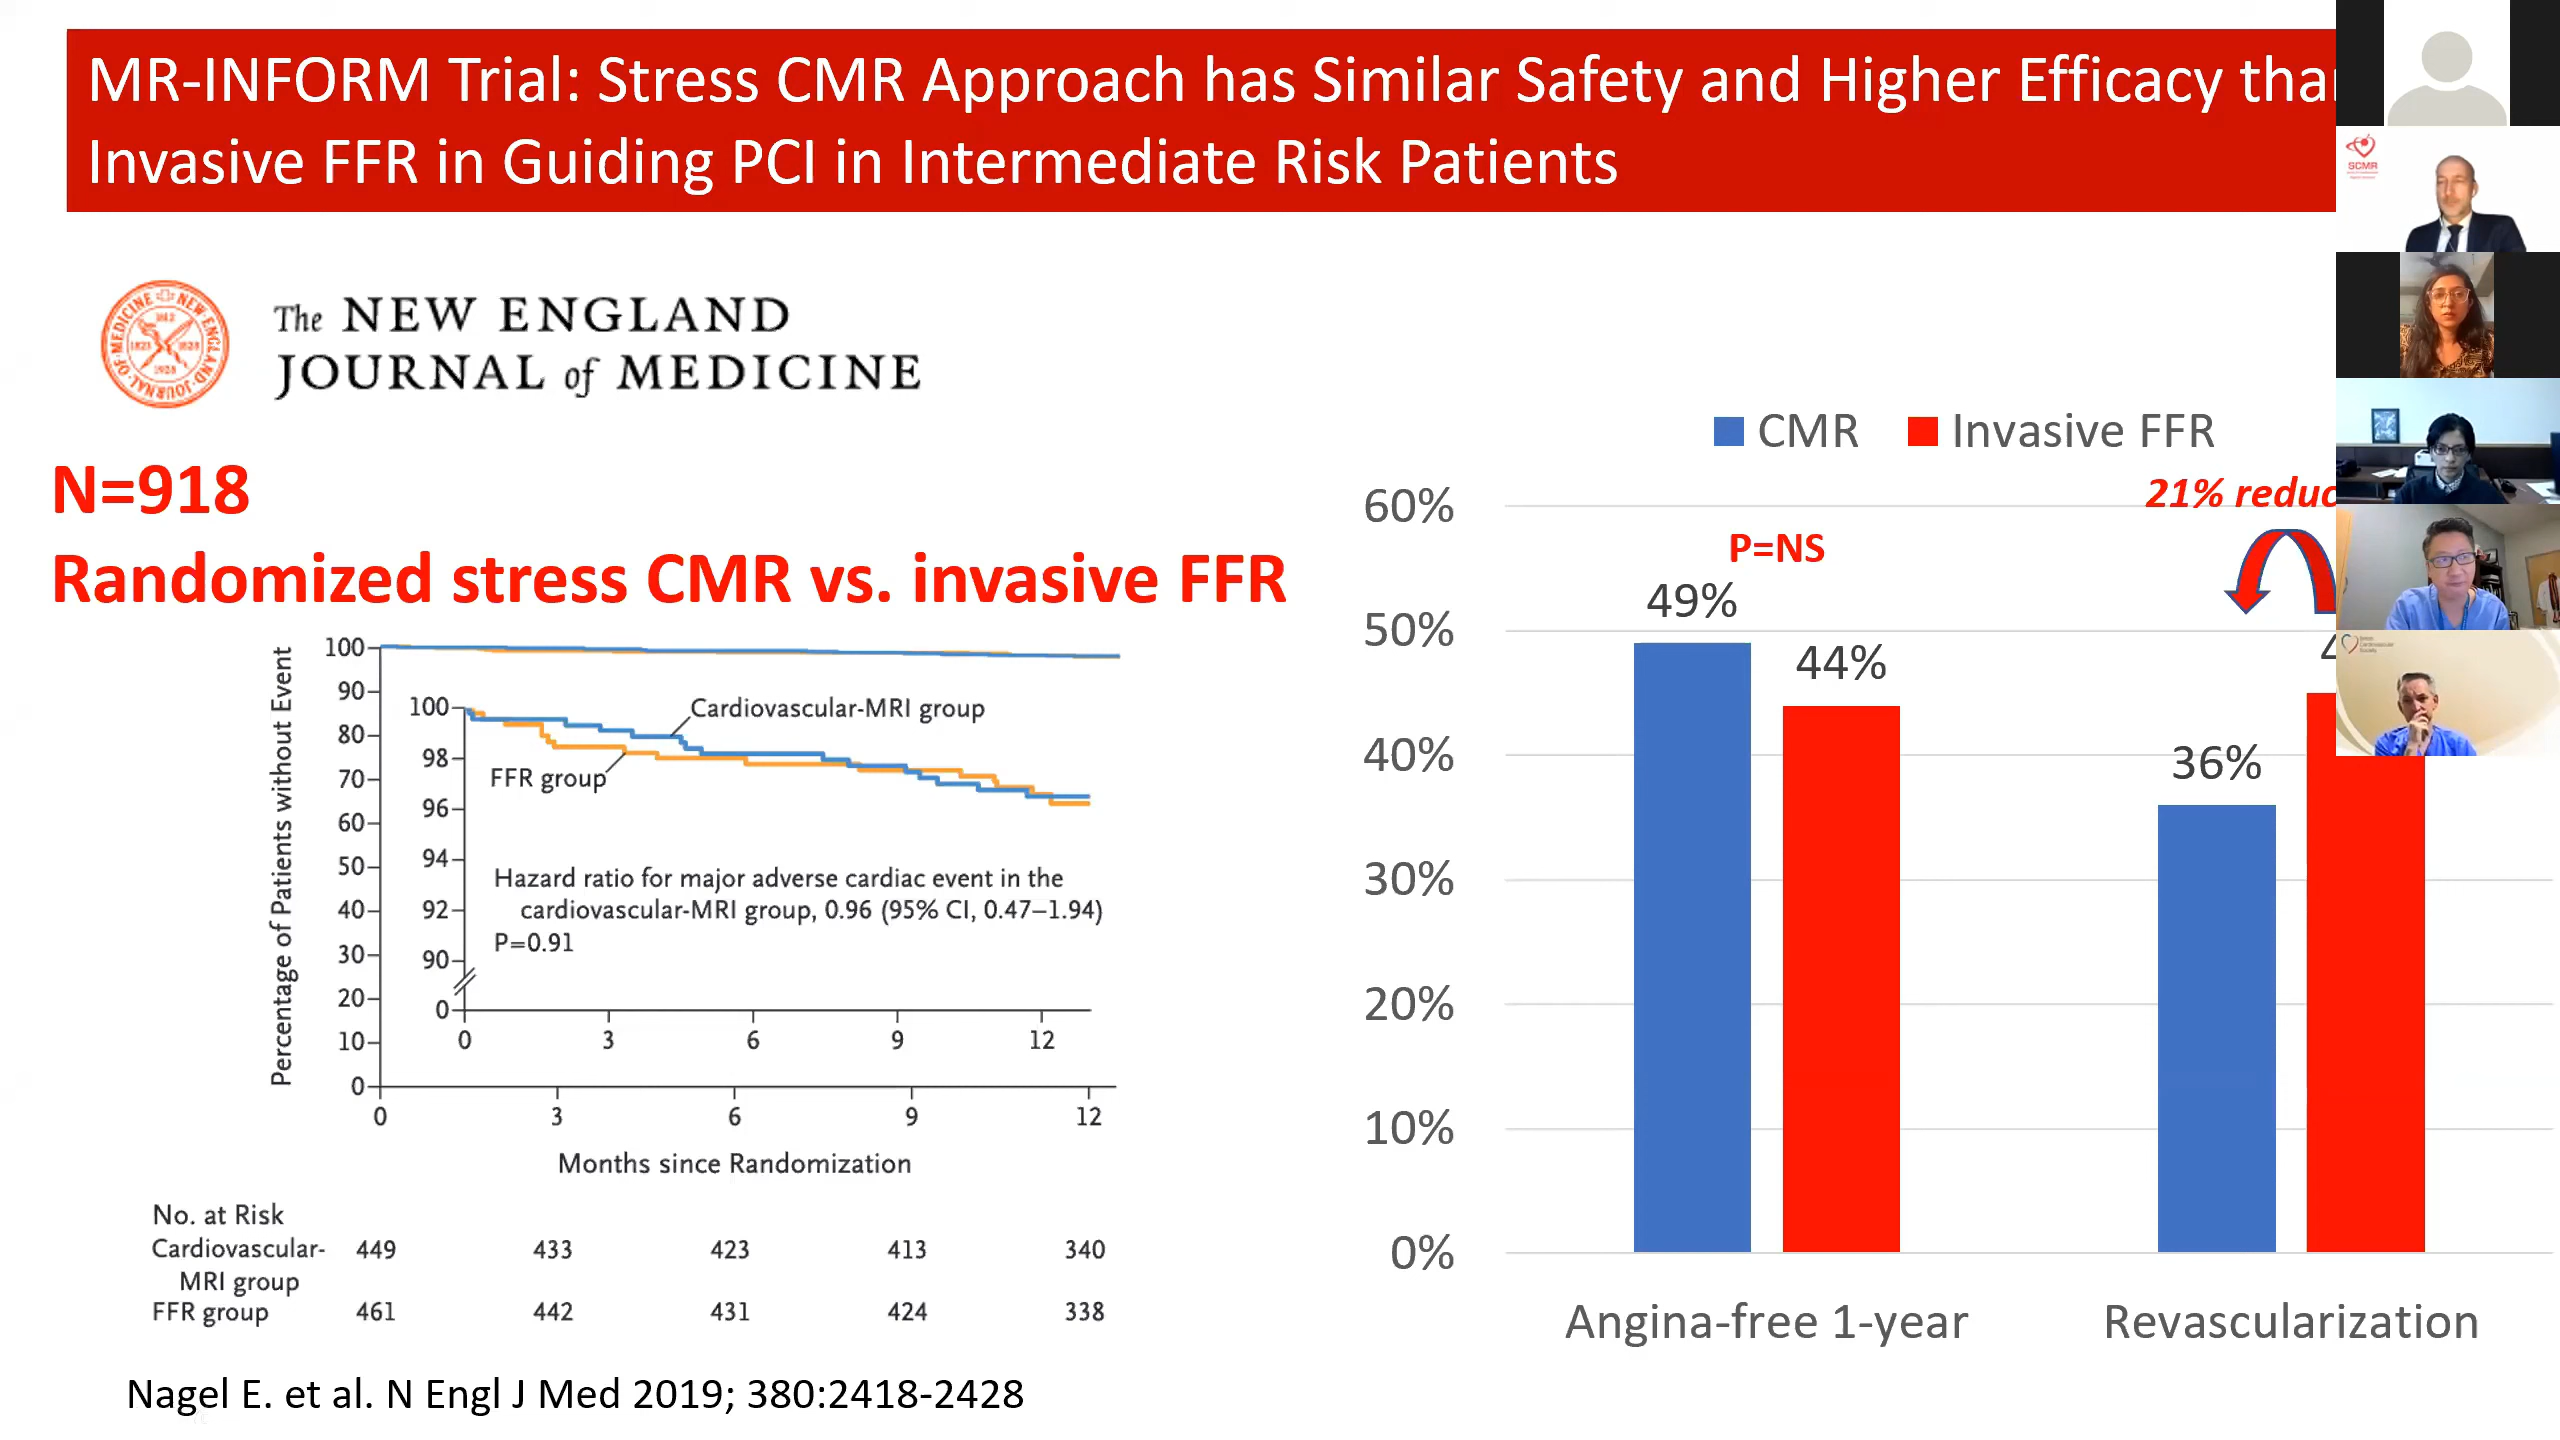 MR-INFORM Trial: Stress CMR Approach has Similar Safety and Higher Efficacy
Invasive FFR in Guiding PCI in Intermediate Risk Patients
SCMR
The NEW ENGLAND
JOURNAL of MEDICINE
N=918
Randomized stress CMR vs. invasive FFR
Percentage of Patients without Event
100
90
80
70
60
50
40
30
20
10
0
0 3 6 9 12
Months since Randomization
100
98
96
94
92
90
0
0 3 6 9 12
Cardiovascular-MRI group
FFR group
Hazard ratio for major adverse cardiac event in the
cardiovascular-MRI group, 0.96 (95% CI, 0.47–1.94)
P=0.91
No. at Risk
Cardiovascular-
MRI group 449 433 423 413 340
FFR group 461 442 431 424 338
Nagel E. et al. N Engl J Med 2019; 380:2418-2428
CMR Invasive FFR
21%
P=NS
60%
50%
40%
30%
20%
10%
0%
49%
44%
36%
Angina-free 1-year Revascularization